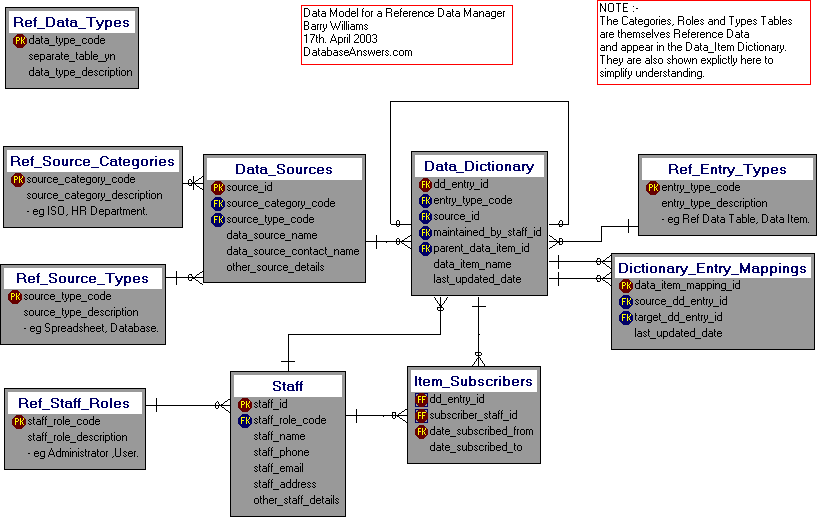 Ref_Data_Types
PK data_type_code
separate_table_yn
data_type_description
Data Model for a Reference Data Manager
Barry Williams
17th. April 2003
DatabaseAnswers.com
NOTE :-
The Categories, Roles and Types Tables
are themselves Reference Data
and appear in the Data_Item Dictionary.
They are also shown explictly here to
simplify understanding.
Ref_Source_Categories
PK source_category_code
source_category_description
- eg ISO, HR Department.
Data_Sources
PK source_id
FK source_category_code
FK source_type_code
data_source_name
data_source_contact_name
other_source_details
Data_Dictionary
FK dd_entry_id
FK entry_type_code
FK source_id
FK maintained_by_staff_id
FK parent_data_item_id
data_item_name
last_updated_date
Ref_Entry_Types
PK entry_type_code
entry_type_description
- eg Ref Data Table, Data Item.
Ref_Source_Types
PK source_type_code
source_type_description
- eg Spreadsheet, Database.
Dictionary_Entry_Mappings
PK data_item_mapping_id
FK source_dd_entry_id
FK target_dd_entry_id
last_updated_date
Ref_Staff_Roles
PK staff_role_code
staff_role_description
- eg Administrator ,User.
Staff
PK staff_id
FK staff_role_code
staff_name
staff_phone
staff_email
staff_address
other_staff_details
Item_Subscribers
FF dd_entry_id
FF subscriber_staff_id
FK date_subscribed_from
date_subscribed_to